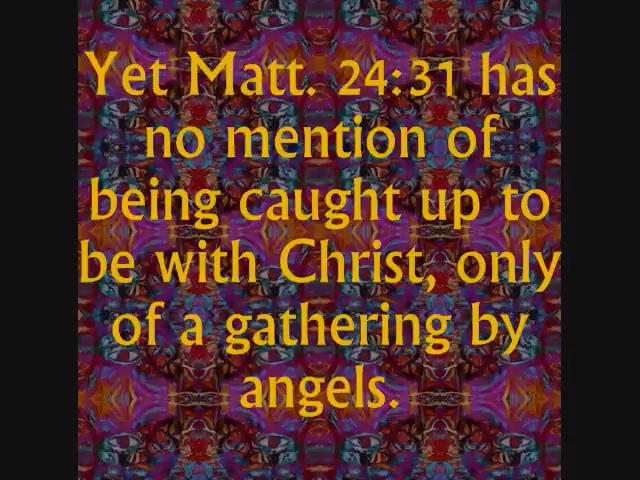 Yet Matt. 24:31 has
no mention of
being caught up to
be with Christ, only
of a gathering by
angels.